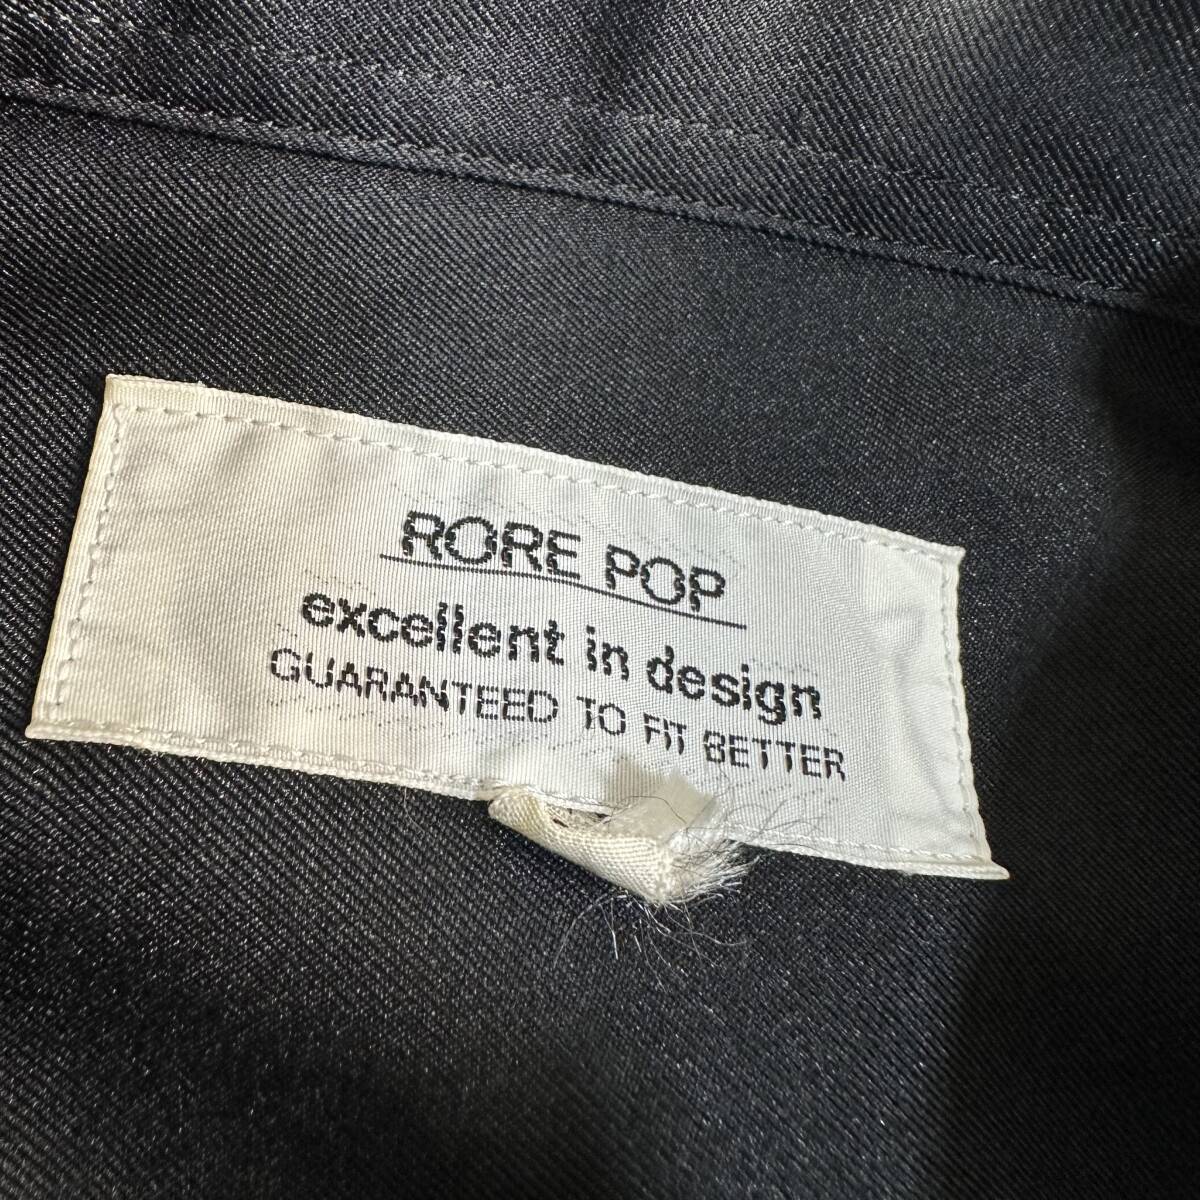 RORE POP
excellent in design
GUARANTEED TO FIT BETTER